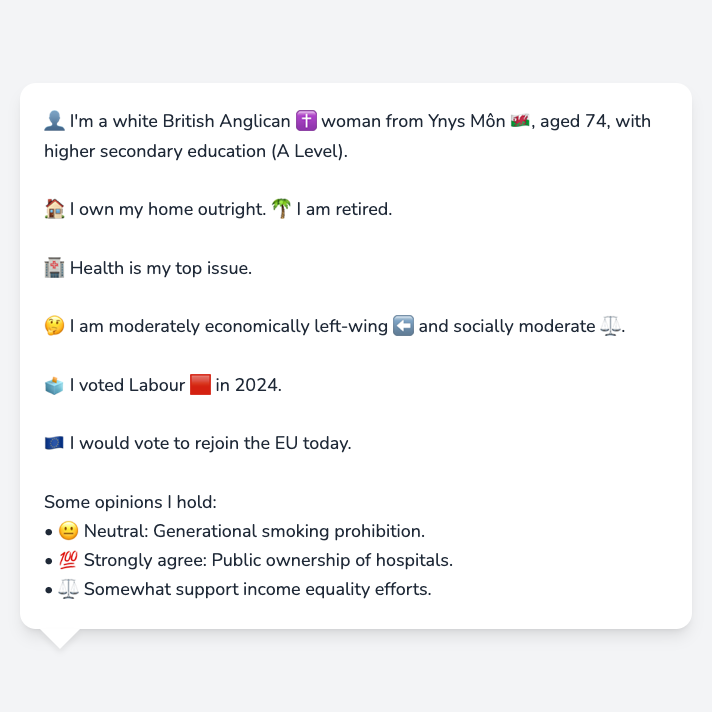 👤 I'm a white British Anglican ✝️ woman from Ynys Môn 🏴󠁧󠁢󠁷󠁬󠁳󠁿, aged 74, with
higher secondary education (A Level).
🏠 I own my home outright. 🌴 I am retired.
🏥 Health is my top issue.
🤔 I am moderately economically left-wing ⬅️ and socially moderate ⚖️.
🗳️ I voted Labour 🟥 in 2024.
🇪🇺 I would vote to rejoin the EU today.
Some opinions I hold:
• 😐 Neutral: Generational smoking prohibition.
• 💯 Strongly agree: Public ownership of hospitals.
• ⚖️ Somewhat support income equality efforts.